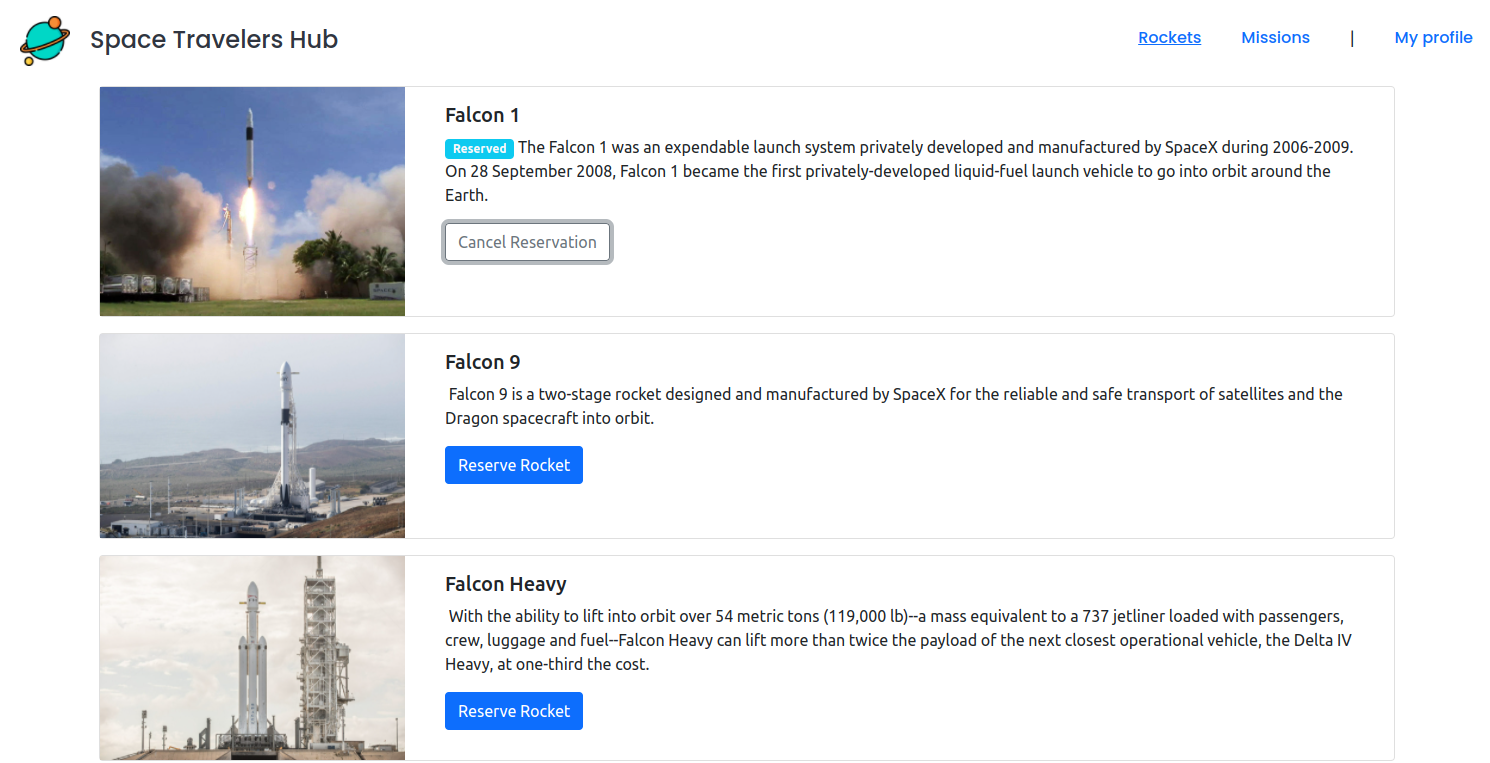 Space Travelers Hub
Rockets
Missions
|
My profile
Falcon 1
Reserved The Falcon 1 was an expendable launch system privately developed and manufactured by SpaceX during 2006-2009.
On 28 September 2008, Falcon 1 became the first privately-developed liquid-fuel launch vehicle to go into orbit around the
Earth.
Cancel Reservation
Falcon 9
Falcon 9 is a two-stage rocket designed and manufactured by SpaceX for the reliable and safe transport of satellites and the
Dragon spacecraft into orbit.
Reserve Rocket
Falcon Heavy
With the ability to lift into orbit over 54 metric tons (119,000 lb)--a mass equivalent to a 737 jetliner loaded with passengers,
crew, luggage and fuel--Falcon Heavy can lift more than twice the payload of the next closest operational vehicle, the Delta IV
Heavy, at one-third the cost.
Reserve Rocket